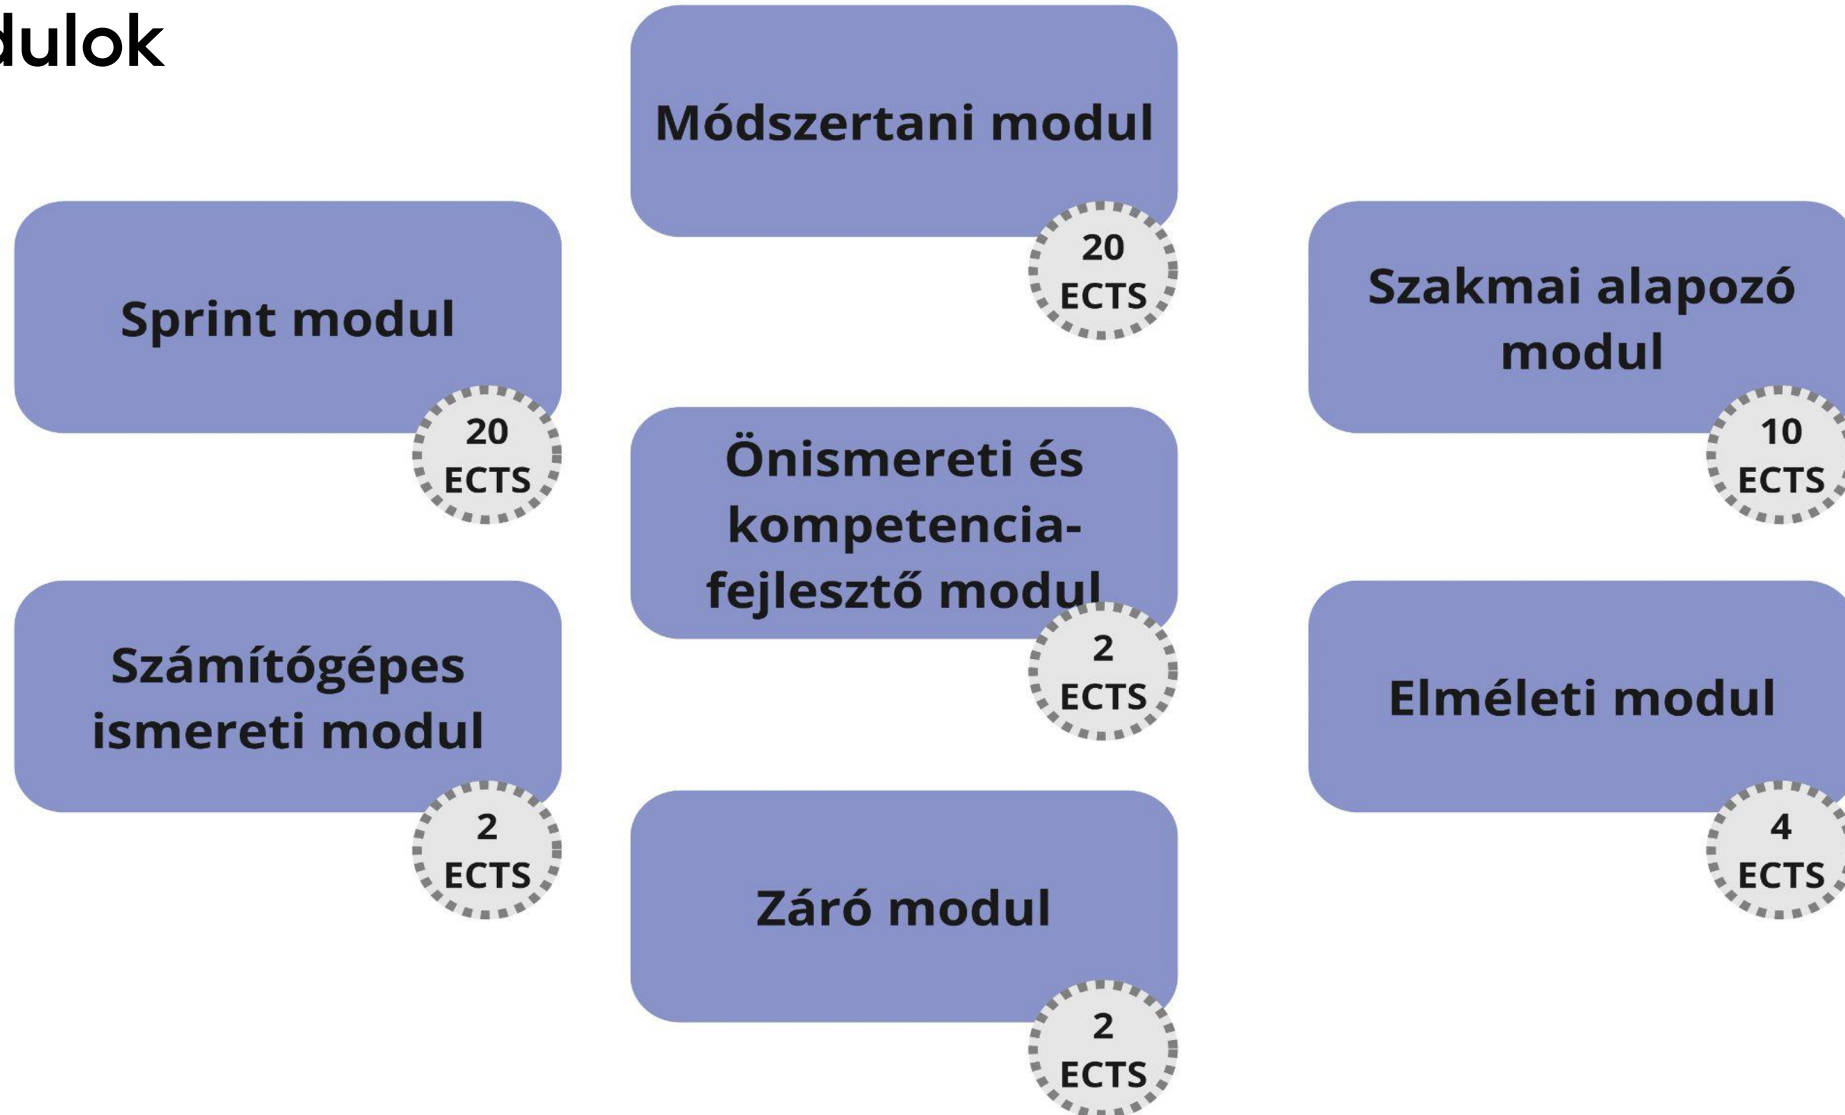 dulok
Módszertani modul
20
ECTS
Sprint modul
20
ECTS
Szakmai alapozó
modul
10
ECTS
Önismereti és
kompetencia-
fejlesztő modul
2
ECTS
Számítógépes
ismereti modul
2
ECTS
Elméleti modul
4
ECTS
Záró modul
2
ECTS